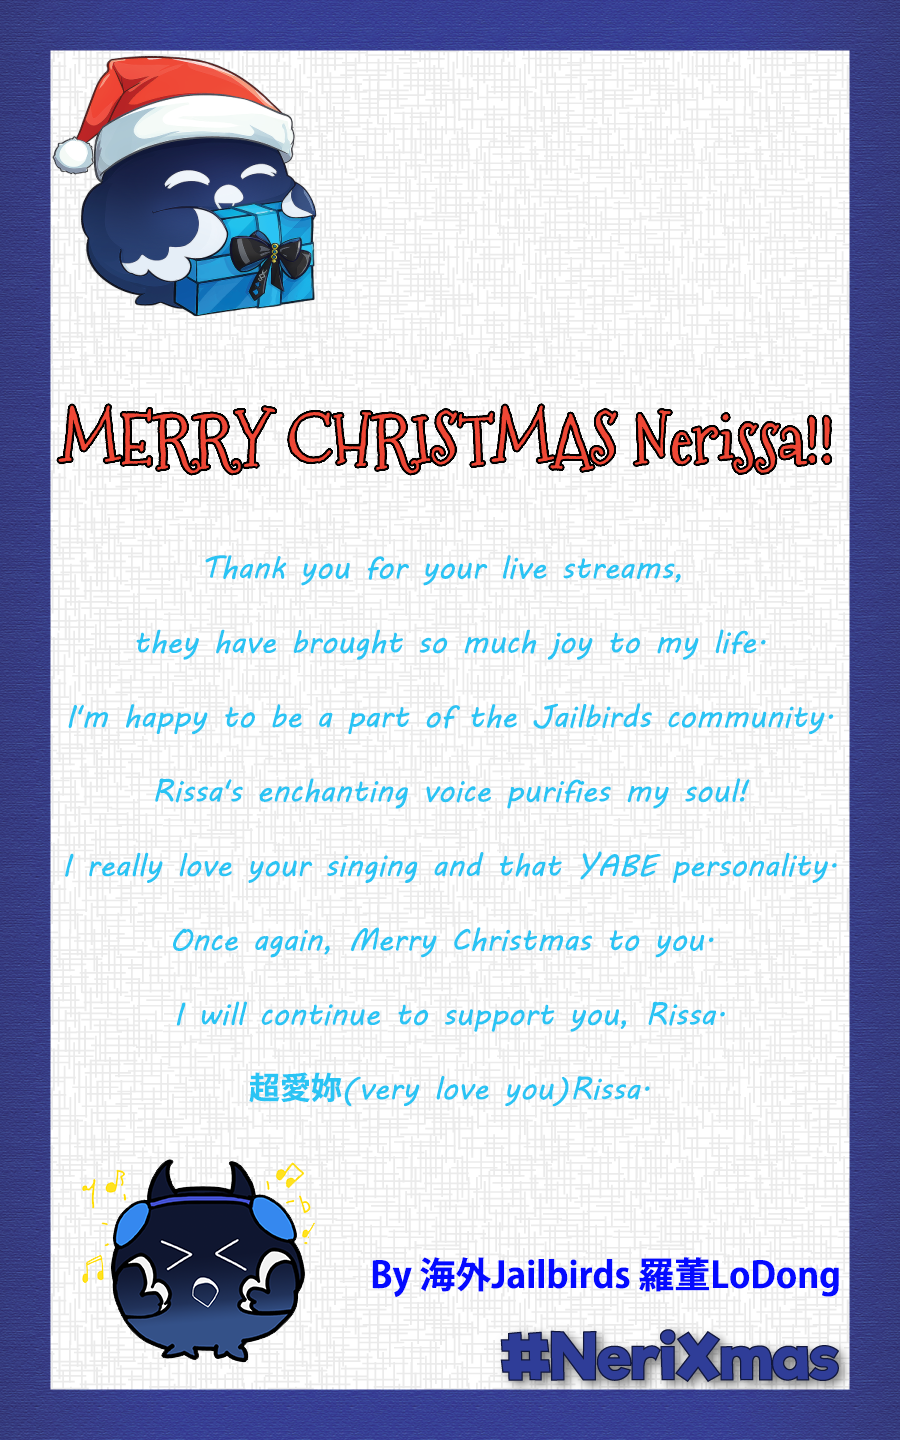 MERRY CHRISTMAS Nerissa!!
Thank you for your live streams,
they have brought so much joy to my life.
I'm happy to be a part of the Jailbirds community.
Rissa's enchanting voice purifies my soul!
I really love your singing and that YABE personality.
Once again, Merry Christmas to you.
I will continue to support you, Rissa.
超愛妳(very love you)Rissa.
By 海外Jailbirds 羅董LoDong
#NeriXmas